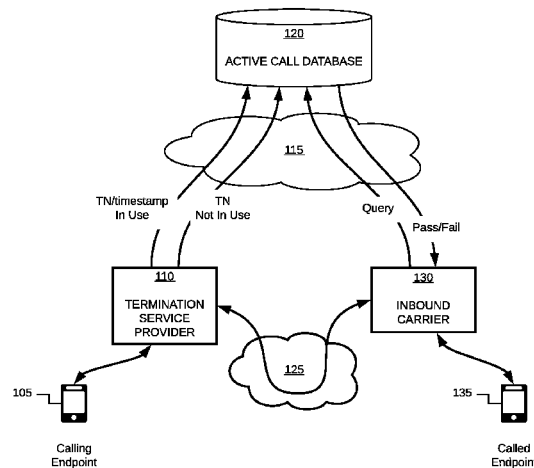 120
ACTIVE CALL DATABASE
115
TN/timestamp
In Use
TN
Not In Use
Query
Pass/Fail
110
TERMINATION
SERVICE
PROVIDER
130
INBOUND
CARRIER
125
105
135
Calling
Endpoint
Called
Endpoint